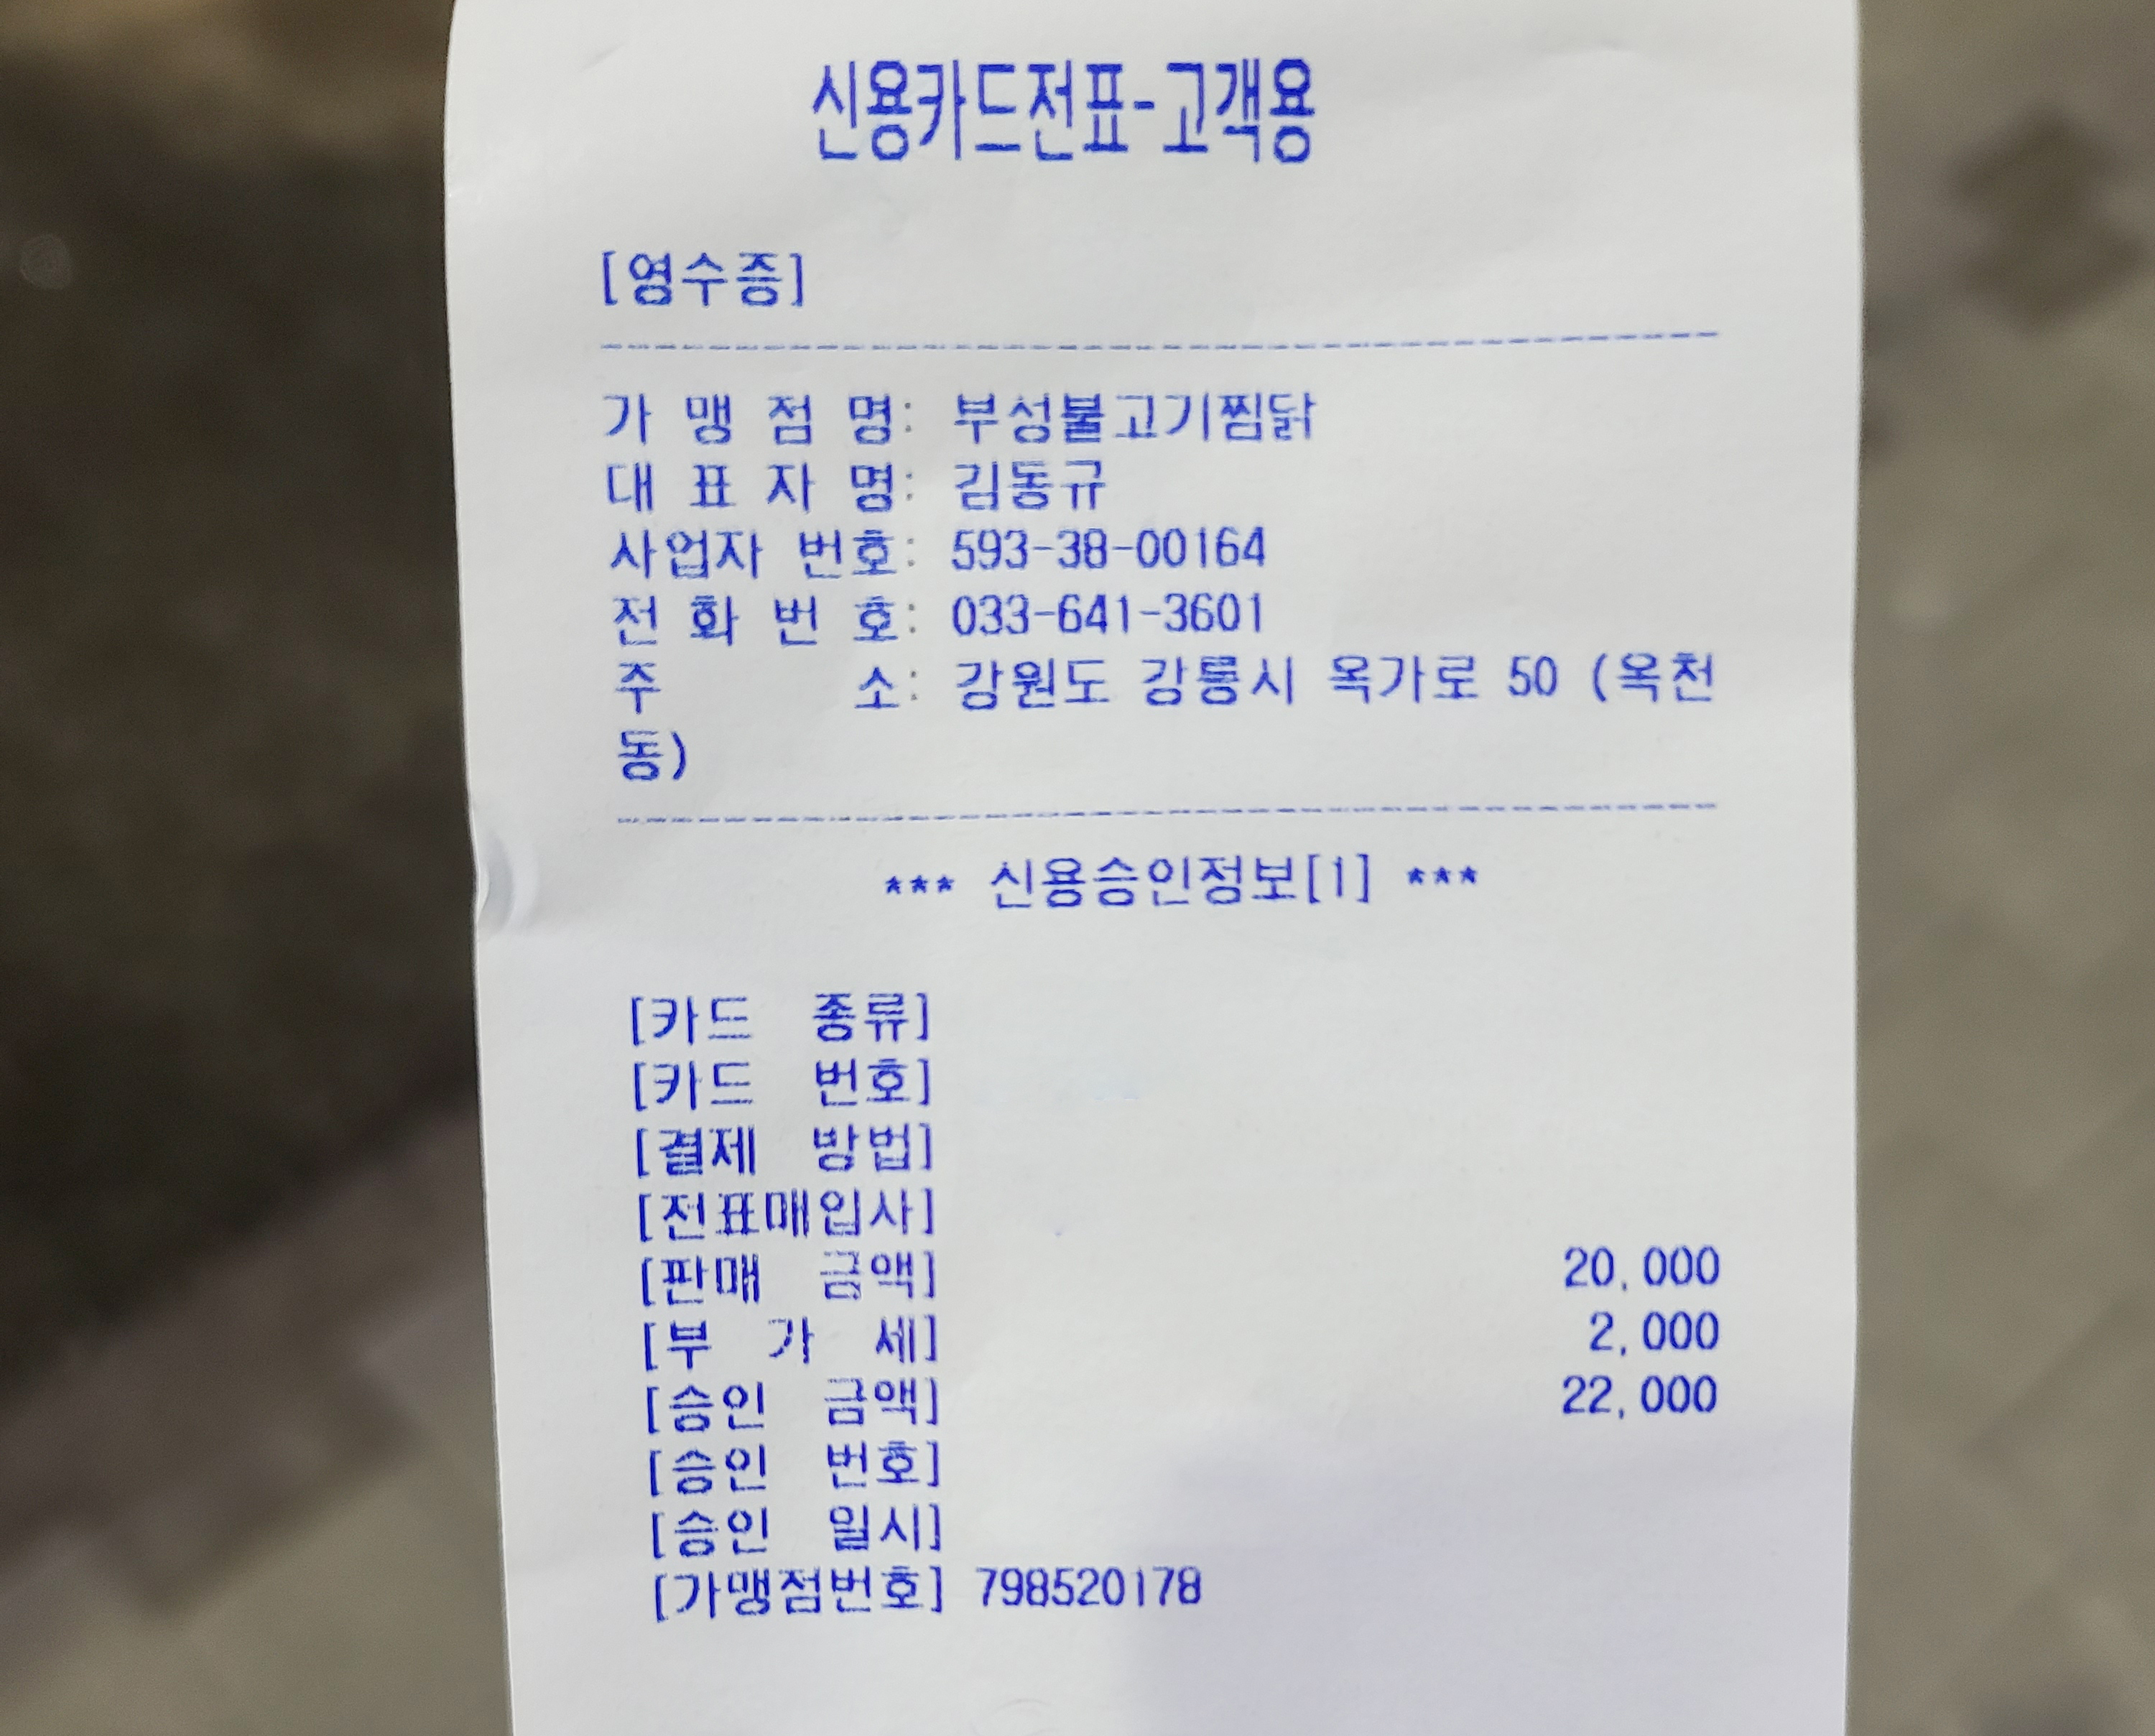 신용카드전표-고객용
[영수증]
가 맹 점 명: 부성불고기찜닭
대 표 자 명: 김동규
사업자 번호: 593-38-00164
전 화 번 호: 033-641-3601
주 소: 강원도 강릉시 옥가로 50 (옥천
동)
*** 신용승인정보[1] ***
[카드 종류]
[카드 번호]
[결제 방법]
[전표매입사]
[판매 금액] 20,000
[부 가 세] 2,000
[승인 금액] 22,000
[승인 번호]
[승인 일시]
[가맹점번호] 798520178